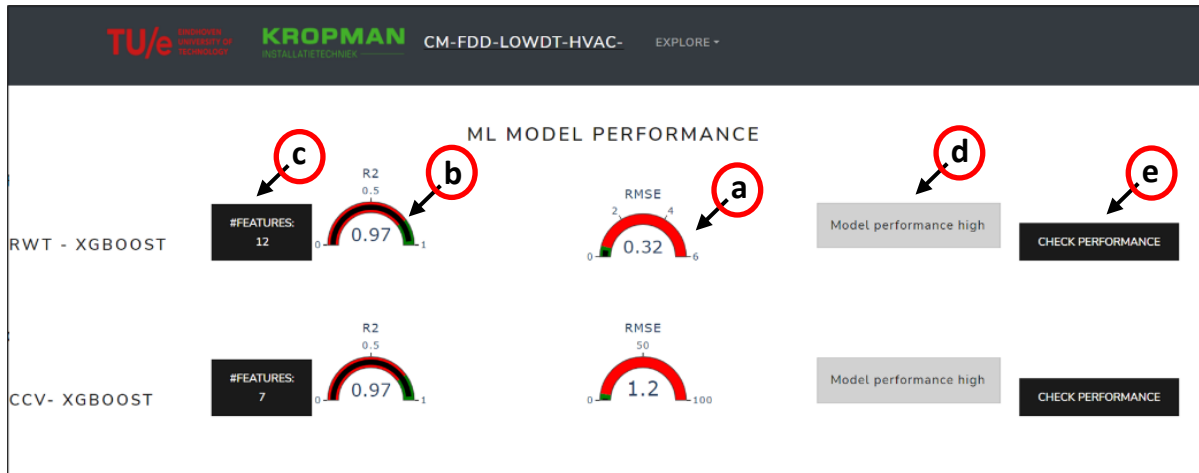 TU/e EINDHOVEN UNIVERSITY OF TECHNOLOGY
KROPMAN
INSTALLATIETECHNIEK
CM-FDD-LOWDT-HVAC-
EXPLORE
ML MODEL PERFORMANCE
c
b
a
d
e
RWT - XGBOOST
#FEATURES:
12
R2
0.5
0
0.97
1
RMSE
2
4
0
0.32
6
Model performance high
CHECK PERFORMANCE
CCV- XGBOOST
#FEATURES:
7
R2
0.5
0
0.97
1
RMSE
50
0
1.2
100
Model performance high
CHECK PERFORMANCE